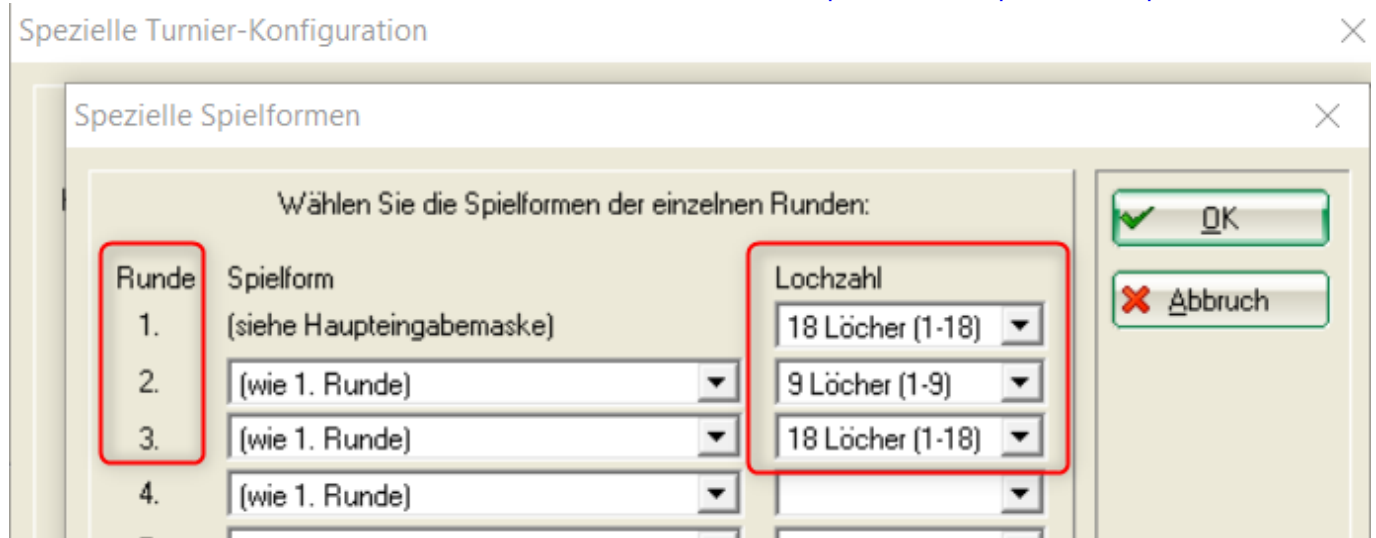 Spezielle Turnier-Konfiguration
Spezielle Spielformen
Wählen Sie die Spielformen der einzelnen Runden:
OK
Abbruch
Runde Spielform Lochzahl
1. (siehe Haupteingabemaske) 18 Löcher (1-18)
2. (wie 1. Runde) 9 Löcher (1-9)
3. (wie 1. Runde) 18 Löcher (1-18)
4. (wie 1. Runde)